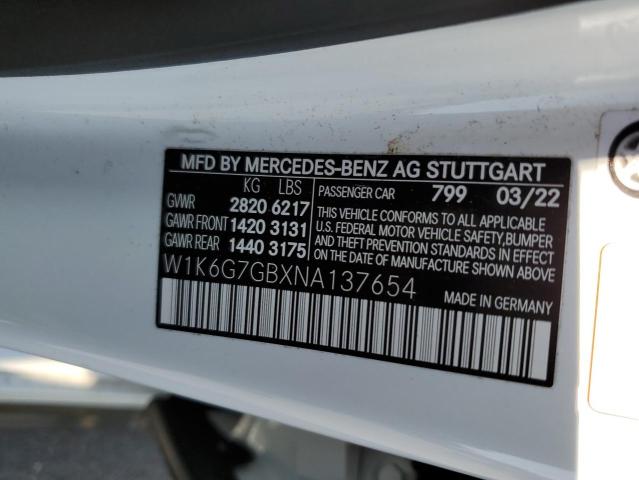 MFD BY MERCEDES-BENZ AG STUTTGART
KG LBS
GVWR 2820 6217
GAWR FRONT 1420 3131
GAWR REAR 1440 3175
PASSENGER CAR 799 03/22
THIS VEHICLE CONFORMS TO ALL APPLICABLE
U.S. FEDERAL MOTOR VEHICLE SAFETY, BUMPER
AND THEFT PREVENTION STANDARDS IN EFFECT
ON THE DATE OF MANUFACTURE SHOWN ABOVE.
W1K6G7GBXNA137654
MADE IN GERMANY